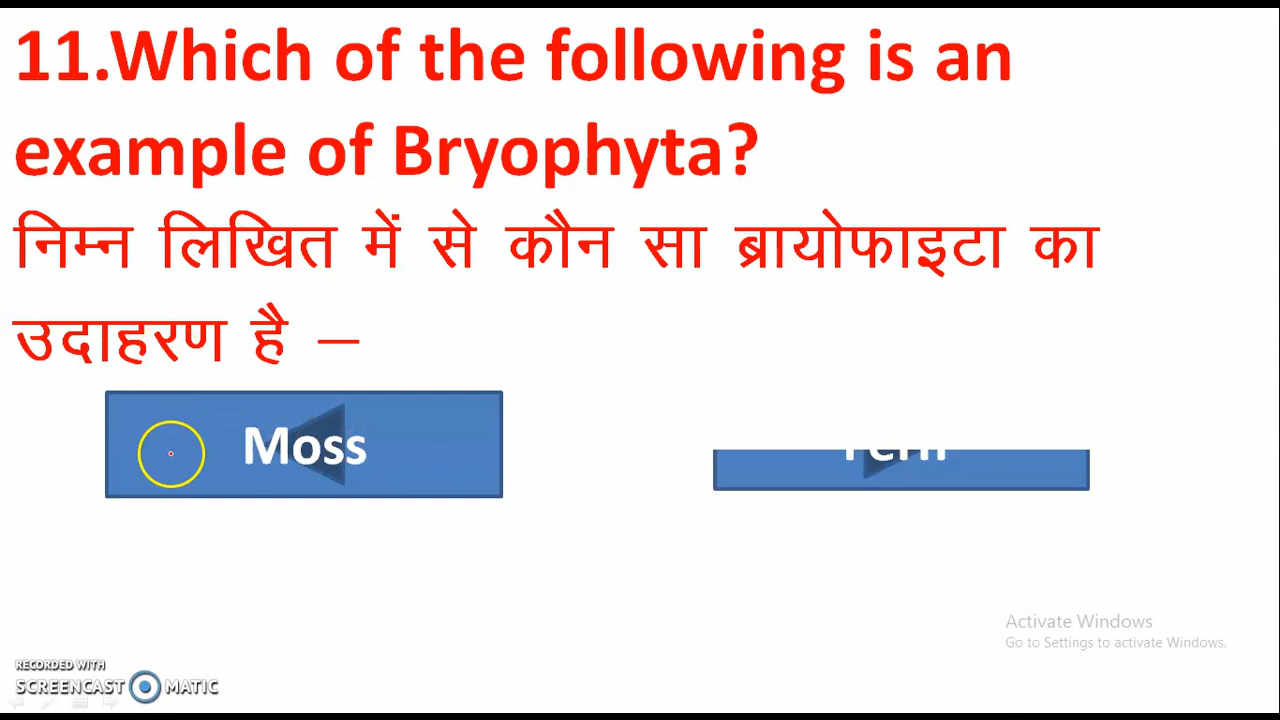 11.Which of the following is an
example of Bryophyta?
निम्न लिखित में से कौन सा ब्रायोफाइटा का
उदाहरण है –
Moss
Activate Windows
Go to Settings to activate Windows.
RECORDED WITH
SCREENCAST MATIC